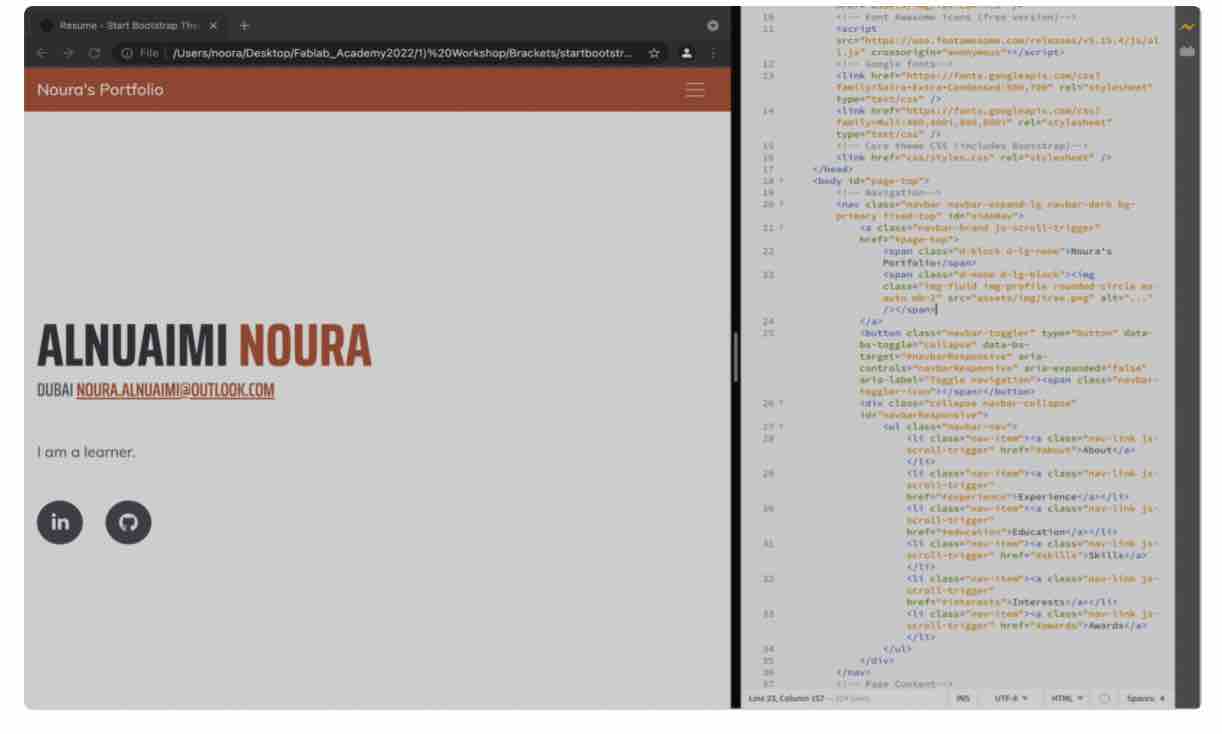 Resume - Start Bootstrap The
File
/Users/noora/Desktop/Fablab_Academy2022/1)%20Workshop/Brackets/startbootstr...
Noura's Portfolio
ALNUAIMI NOURA
DUBAI NOURA.ALNUAIMI@OUTLOOK.COM
I am a learner.
in
10 <!-- Font Awesome icons (free version)-->
11 <script
src="https://use.fontawesome.com/releases/v5.15.4/js/al
l.js" crossorigin="anonymous"></script>
12 <!-- Google fonts-->
13 <link href="https://fonts.googleapis.com/css?
family=Saira+Extra+Condensed:500,700" rel="stylesheet"
type="text/css" />
14 <link href="https://fonts.googleapis.com/css?
family=Muli:400,400i,800,800i" rel="stylesheet"
type="text/css" />
15 <!-- Core theme CSS (includes Bootstrap)-->
16 <link href="css/styles.css" rel="stylesheet" />
17 </head>
18 <body id="page-top">
19 <!-- Navigation-->
20 <nav class="navbar navbar-expand-lg navbar-dark bg-
primary fixed-top" id="sideNav">
21 <a class="navbar-brand js-scroll-trigger"
href="#page-top">
22 <span class="d-block d-lg-none">Noura's
Portfolio</span>
23 <span class="d-none d-lg-block"><img
class="img-fluid img-profile rounded-circle mx-
auto mb-2" src="assets/img/tree.png" alt="..."
/></span>
24 </a>
25 <button class="navbar-toggler" type="button" data-
bs-toggle="collapse" data-bs-
target="#navbarResponsive" aria-
controls="navbarResponsive" aria-expanded="false"
aria-label="Toggle navigation"><span class="navbar-
toggler-icon"></span></button>
26 <div class="collapse navbar-collapse"
id="navbarResponsive">
27 <ul class="navbar-nav">
28 <li class="nav-item"><a class="nav-link js-
scroll-trigger" href="#about">About</a>
</li>
29 <li class="nav-item"><a class="nav-link js-
scroll-trigger"
href="#experience">Experience</a></li>
30 <li class="nav-item"><a class="nav-link js-
scroll-trigger"
href="#education">Education</a></li>
31 <li class="nav-item"><a class="nav-link js-
scroll-trigger" href="#skills">Skills</a>
</li>
32 <li class="nav-item"><a class="nav-link js-
scroll-trigger"
href="#interests">Interests</a></li>
33 <li class="nav-item"><a class="nav-link js-
scroll-trigger" href="#awards">Awards</a>
</li>
34 </ul>
35 </div>
36 </nav>
37 <!-- Page Content-->
Line 23, Column 157
INS UTF-8 HTML Spaces: 4